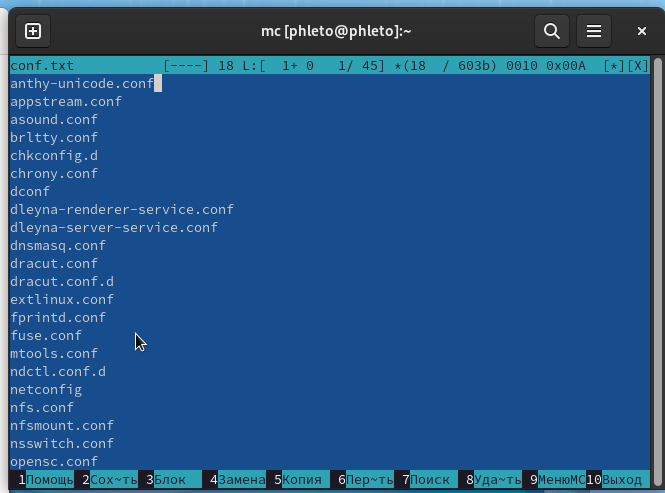 mc [phleto@phleto]:~
conf.txt [----] 18 L:[ 1+ 0 1/ 45] *(18 / 603b) 0010 0x00A [*][X]
anthy-unicode.conf
appstream.conf
asound.conf
brltty.conf
chkconfig.d
chrony.conf
dconf
dleyna-renderer-service.conf
dleyna-server-service.conf
dnsmasq.conf
dracut.conf
dracut.conf.d
extlinux.conf
fprintd.conf
fuse.conf
mtools.conf
ndctl.conf.d
netconfig
nfs.conf
nfsmount.conf
nsswitch.conf
opensc.conf
1Помощь 2Сох~ть 3Блок 4Замена 5Копия 6Пер~ть 7Поиск 8Уда~ть 9МенюMC 10Выход